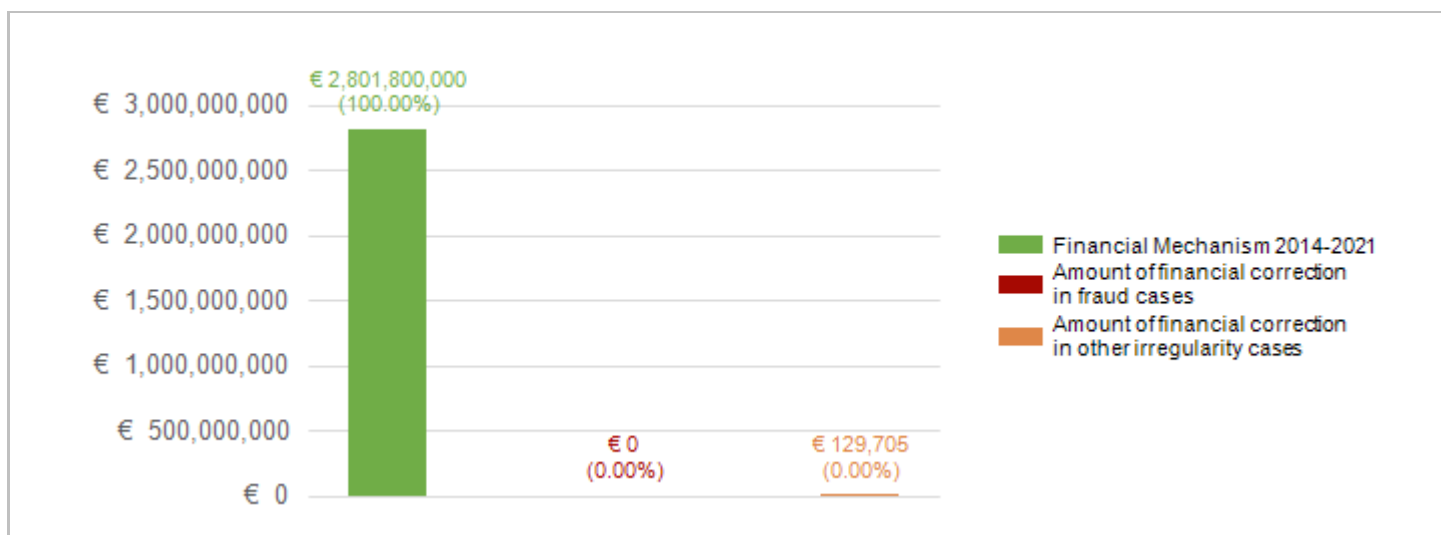 € 2,801,800,000
(100.00%)
€ 3,000,000,000
€ 2,500,000,000
€ 2,000,000,000
€ 1,500,000,000
€ 1,000,000,000
€ 500,000,000
€ 0
€ 0
(0.00%)
€ 129,705
(0.00%)
Financial Mechanism 2014-2021
Amount of financial correction
in fraud cases
Amount of financial correction
in other irregularity cases